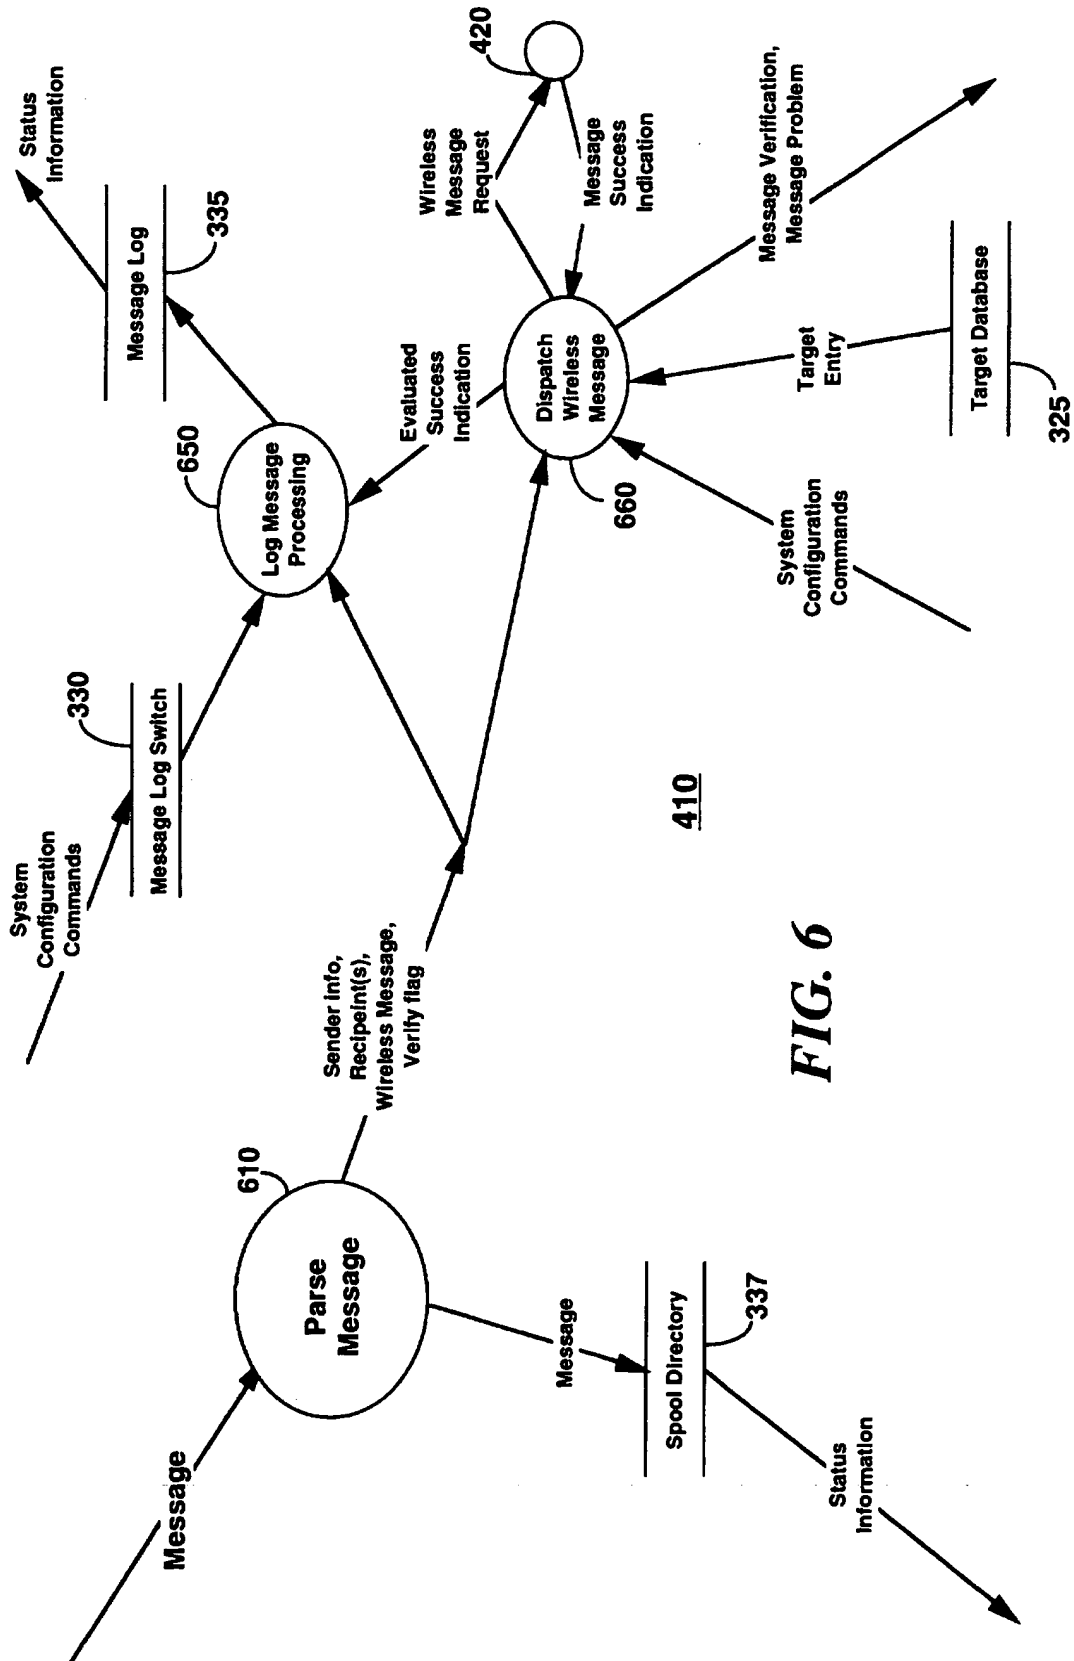 Message
Parse
Message
610
Message
Spool Directory
337
Status
Information
Sender info,
Recipeint(s),
Wireless Message,
Verify flag
System
Configuration
Commands
Message Log Switch
330
Log Message
Processing
650
Message Log
335
Status
Information
Evaluated
Success
Indication
Dispatch
Wireless
Message
660
Wireless
Message
Request
420
Message
Success
Indication
Message Verification,
Message Problem
Target
Entry
Target Database
325
System
Configuration
Commands
410
FIG. 6